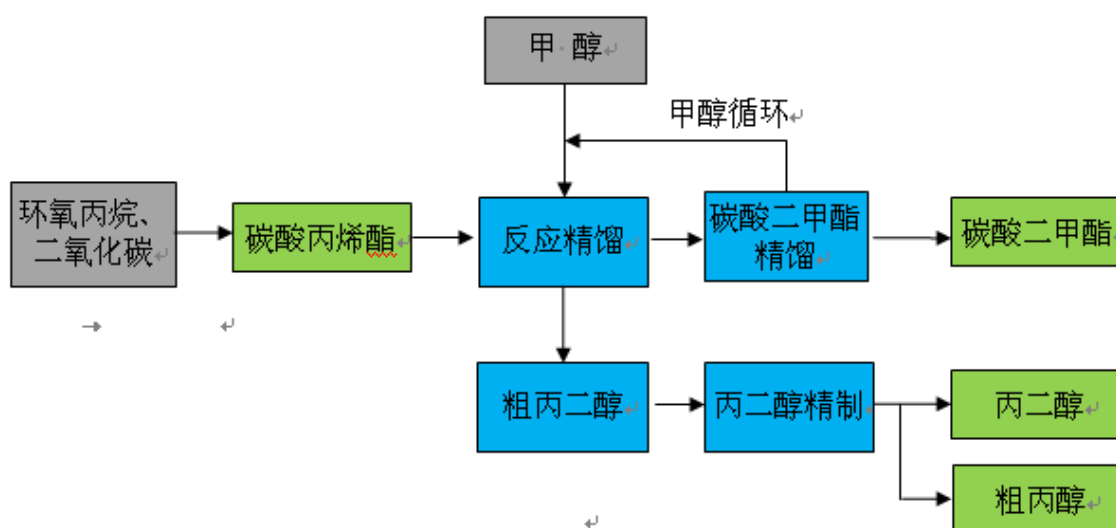 甲醇
甲醇循环
环氧丙烷、
二氧化碳
碳酸丙烯酯
反应精馏
碳酸二甲酯
精馏
碳酸二甲酯
粗丙二醇
丙二醇精制
丙二醇
粗丙醇